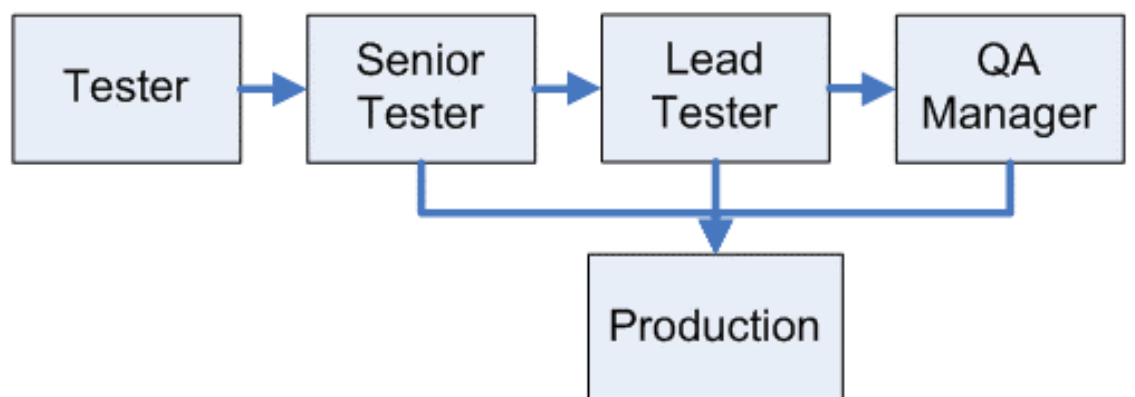 Tester
Senior
Tester
Lead
Tester
QA
Manager
Production